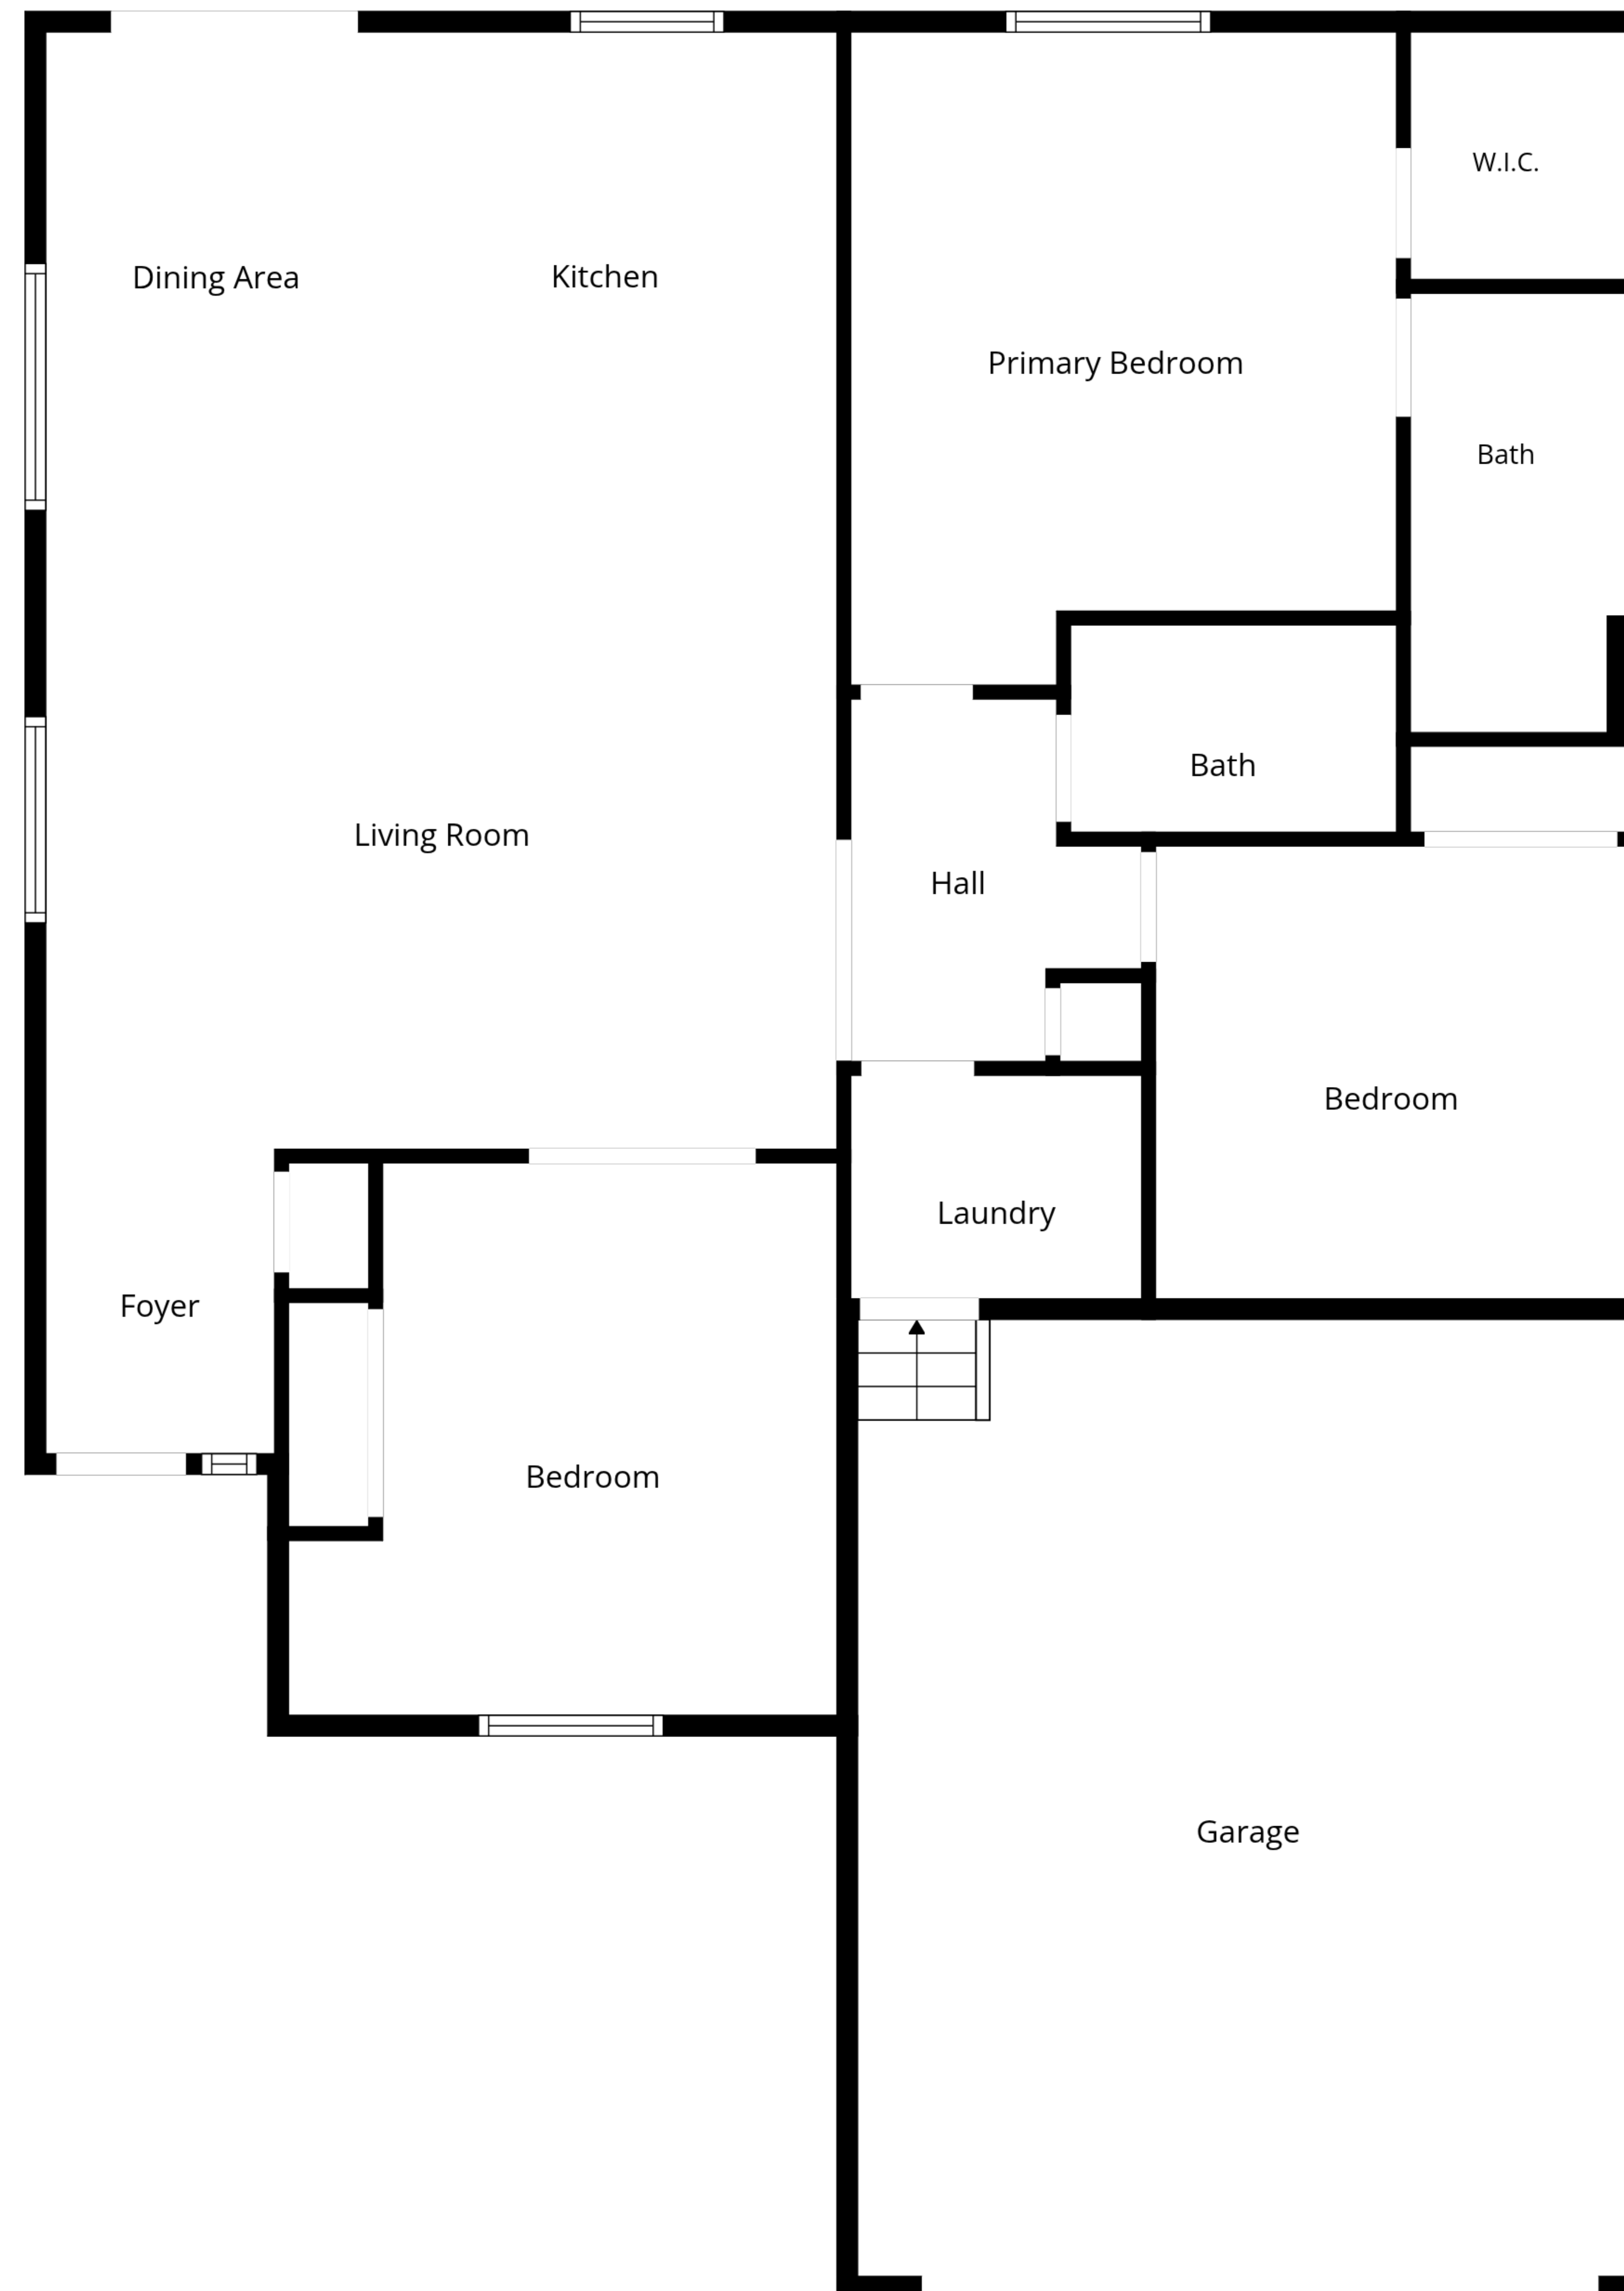 W.I.C.
Dining Area
Kitchen
Primary Bedroom
Bath
Bath
Living Room
Hall
Bedroom
Laundry
Foyer
Bedroom
Garage